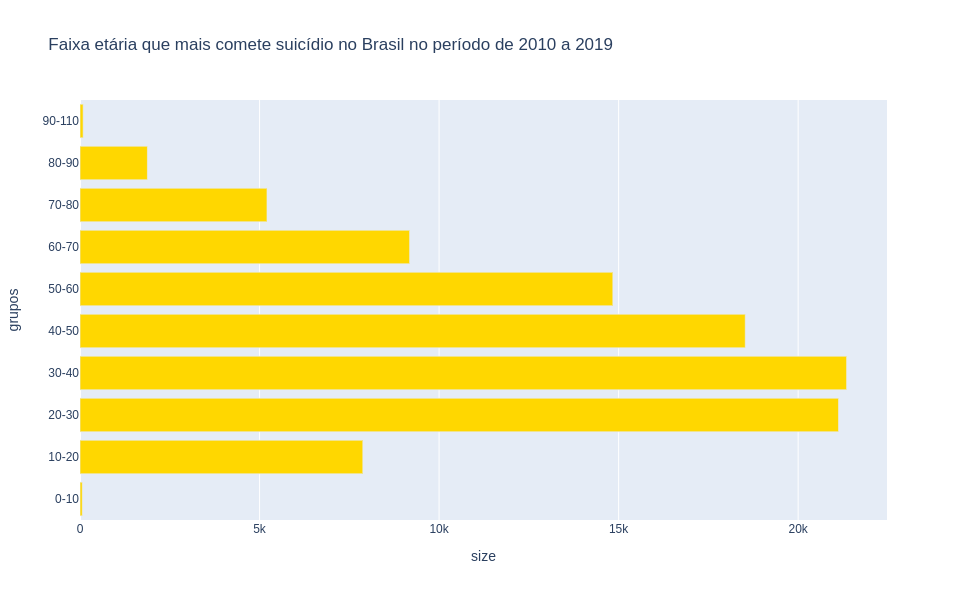 Faixa etária que mais comete suicídio no Brasil no período de 2010 a 2019
90-110
80-90
70-80
60-70
50-60
40-50
30-40
20-30
10-20
0-10
grupos
0 5k 10k 15k 20k
size